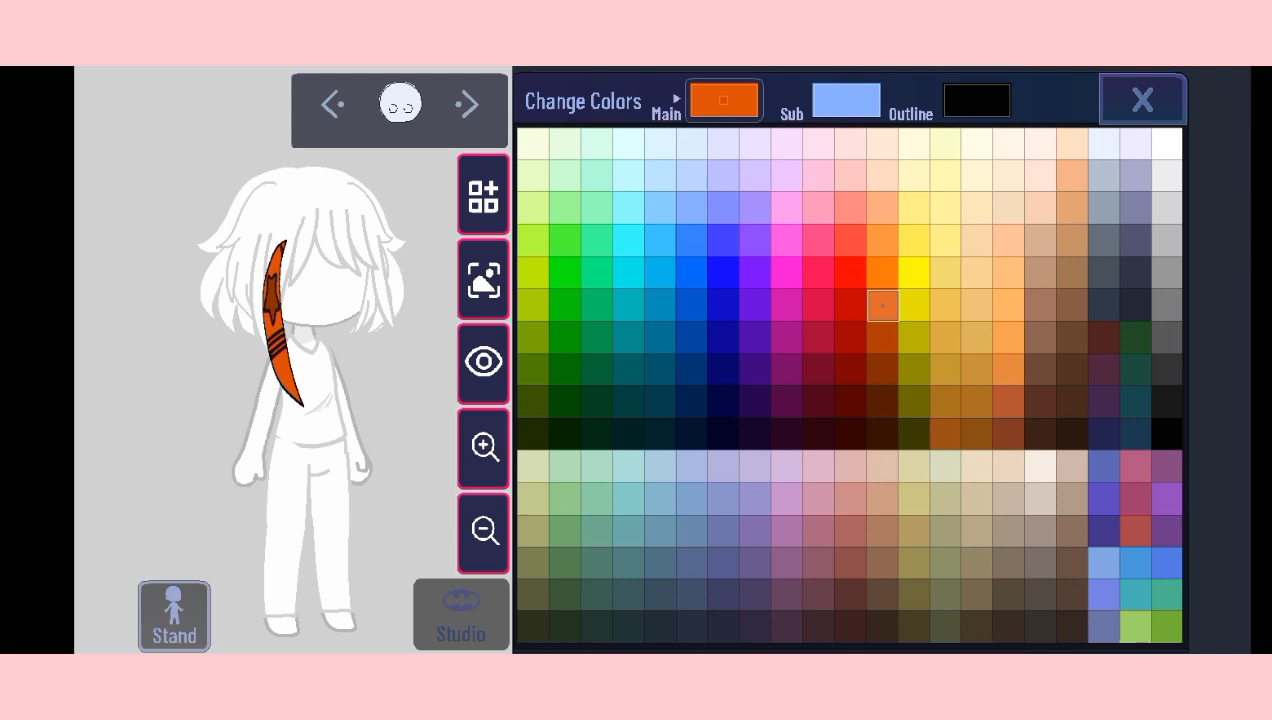 Change Colors
Main
Sub
Outline
X
Stand
Studio